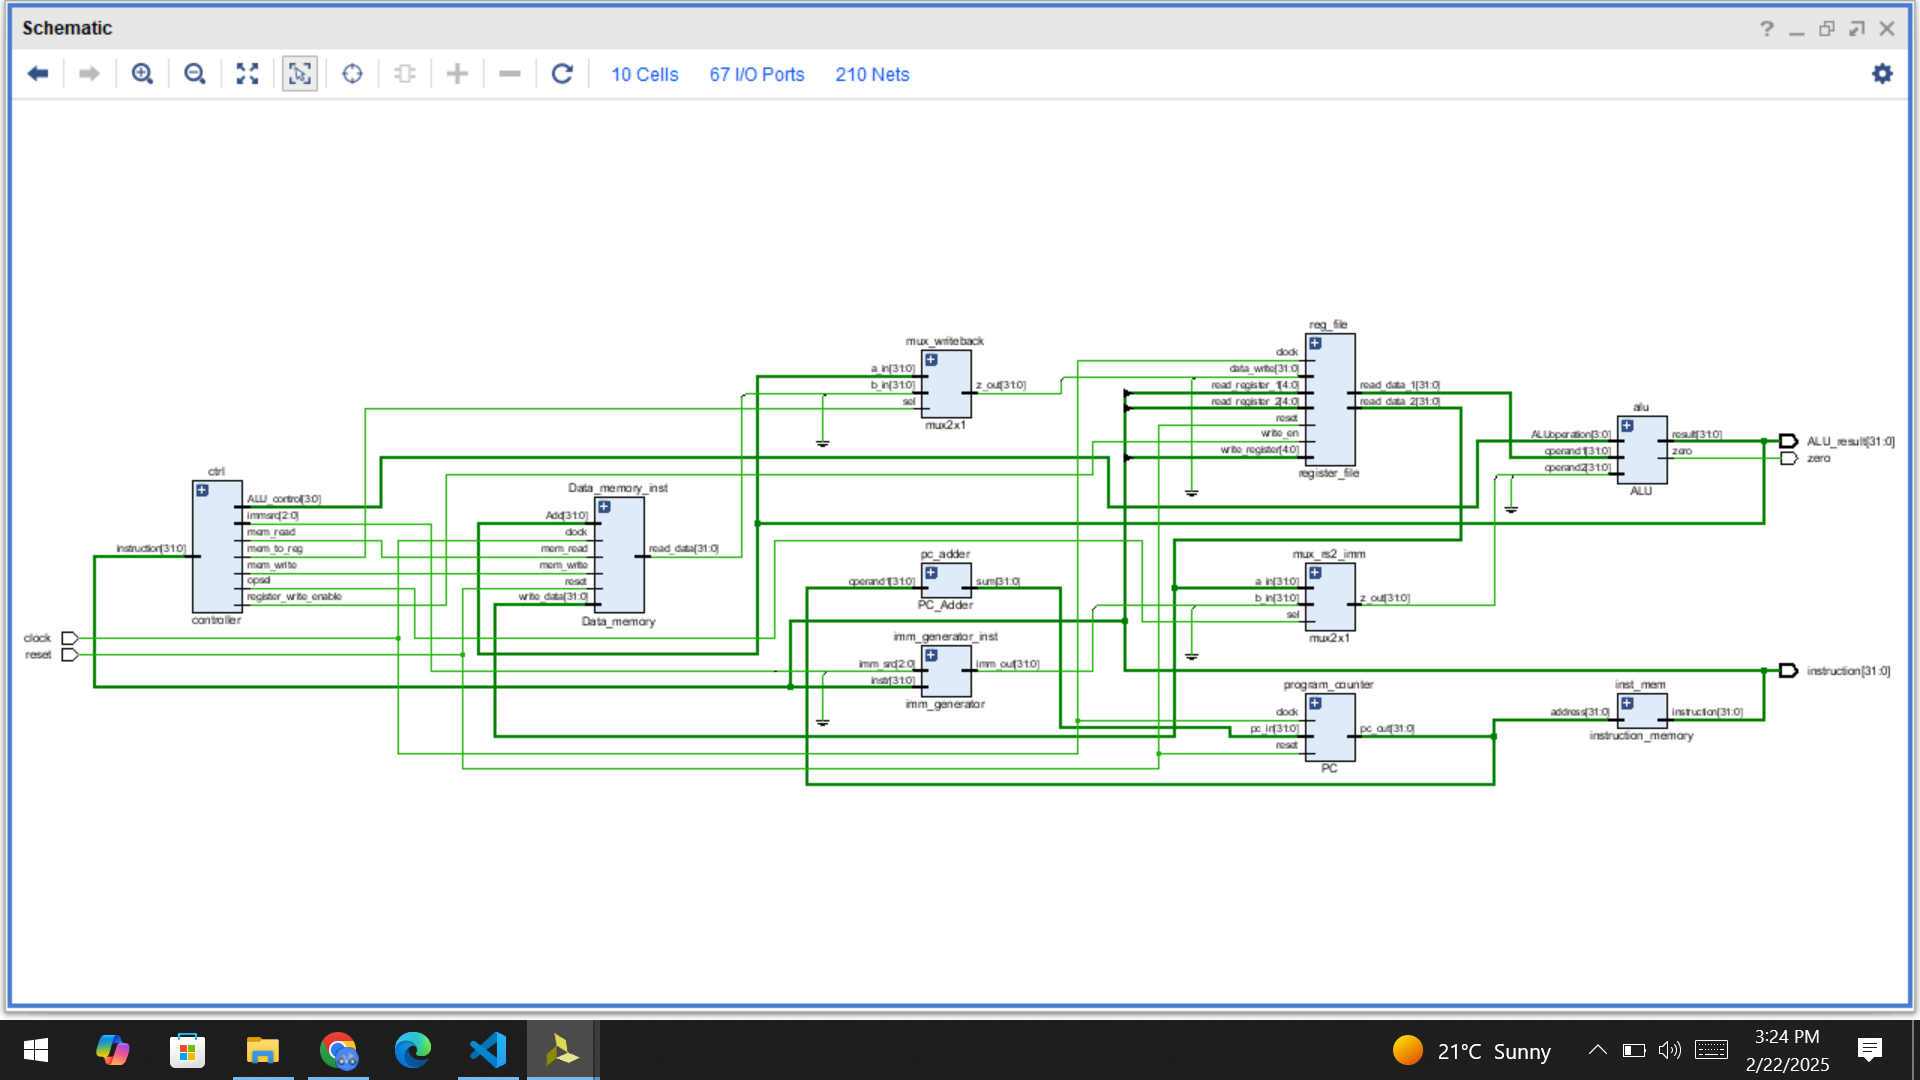 Schematic
10 Cells 67 I/O Ports 210 Nets
ctrl
instruction[31:0]
ALU_control[3:0]
immsrc[2:0]
mem_read
mem_to_reg
mem_write
opsel
register_write_enable
controller
clock
reset
Data_memory_inst
Add[31:0]
clock
mem_read
mem_write
reset
write_data[31:0]
read_data[31:0]
Data_memory
mux_writeback
a_in[31:0]
b_in[31:0]
sel
z_out[31:0]
mux2x1
pc_adder
operand1[31:0]
sum[31:0]
PC_Adder
imm_generator_inst
imm_src[2:0]
instr[31:0]
imm_out[31:0]
imm_generator
reg_file
clock
data_write[31:0]
read_register_1[4:0]
read_register_2[4:0]
reset
write_en
write_register[4:0]
read_data_1[31:0]
read_data_2[31:0]
register_file
mux_rs2_imm
a_in[31:0]
b_in[31:0]
sel
z_out[31:0]
mux2x1
program_counter
clock
pc_in[31:0]
reset
pc_out[31:0]
PC
alu
ALUoperation[3:0]
operand1[31:0]
operand2[31:0]
result[31:0]
zero
ALU
inst_mem
address[31:0]
instruction[31:0]
instruction_memory
ALU_result[31:0]
zero
instruction[31:0]
21°C Sunny
3:24 PM
2/22/2025